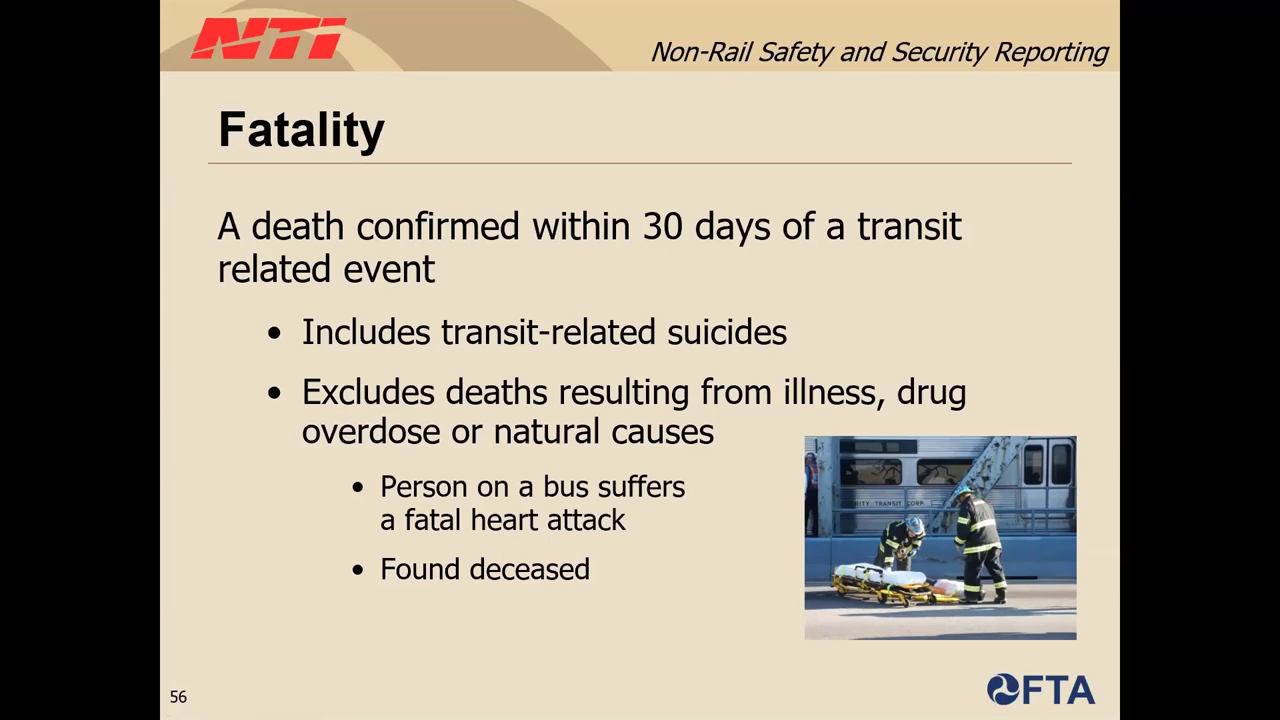 NTI
Non-Rail Safety and Security Reporting
Fatality
A death confirmed within 30 days of a transit
related event
• Includes transit-related suicides
• Excludes deaths resulting from illness, drug
overdose or natural causes
• Person on a bus suffers
a fatal heart attack
• Found deceased
TRANSIT CORP.
56
FTA